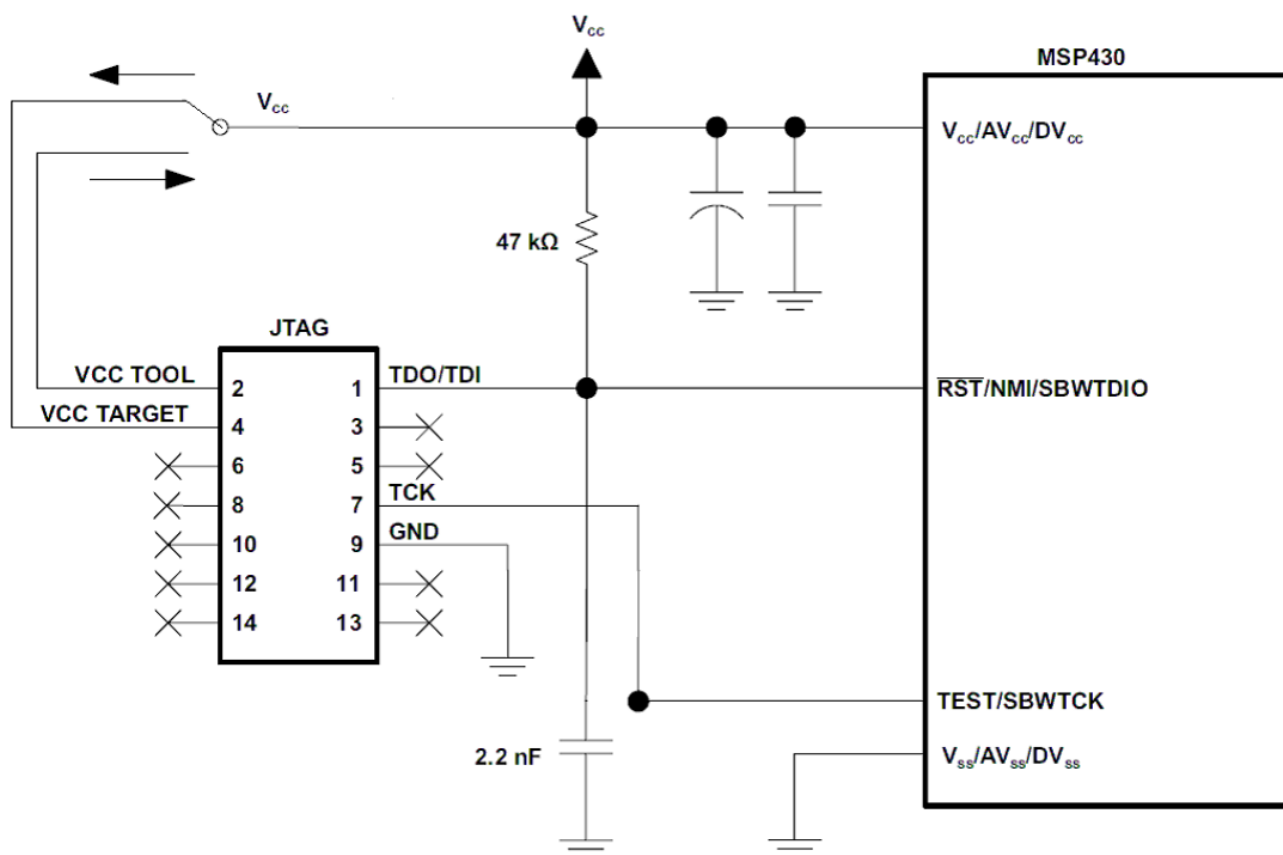 Vcc
MSP430
Vcc
Vcc/AVcc/DVcc
47 kΩ
JTAG
VCC TOOL 2 1 TDO/TDI
RST/NMI/SBWTDIO
VCC TARGET 4 3
6 5
8 7 TCK
10 9 GND
12 11
14 13
TEST/SBWTCK
2.2 nF
Vss/AVss/DVss